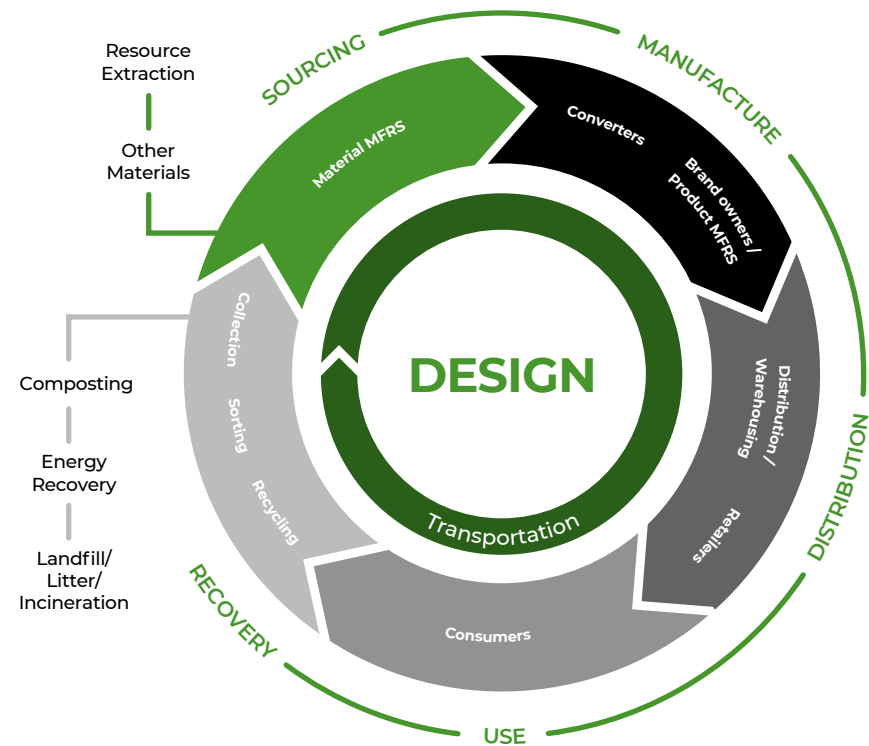 Resource
Extraction
Other
Materials
SOURCING
Material MFRS
MANUFACTURE
Converters
Brand owners /
Product MFRS
DISTRIBUTION
Distribution /
Warehousing
Retailers
USE
Consumers
RECOVERY
Recycling
Sorting
Collection
Composting
Energy
Recovery
Landfill/
Litter/
Incineration
DESIGN
Transportation